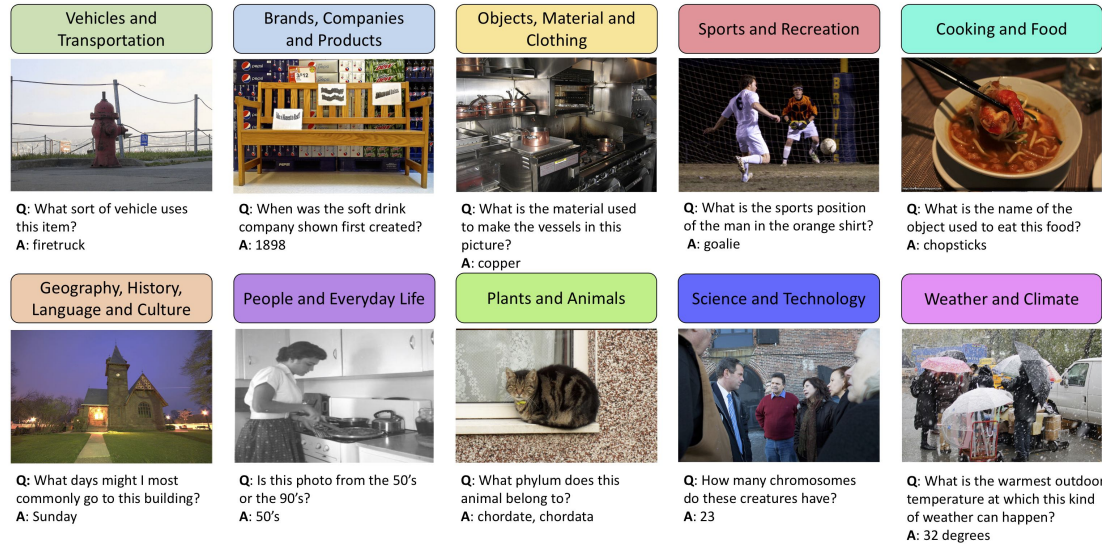 Vehicles and
Transportation
Brands, Companies
and Products
Objects, Material and
Clothing
Sports and Recreation
Cooking and Food
pepsi
Q: What sort of vehicle uses
this item?
A: firetruck
Q: When was the soft drink
company shown first created?
A: 1898
Q: What is the material used
to make the vessels in this
picture?
A: copper
Q: What is the sports position
of the man in the orange shirt?
A: goalie
Q: What is the name of the
object used to eat this food?
A: chopsticks
Geography, History,
Language and Culture
People and Everyday Life
Plants and Animals
Science and Technology
Weather and Climate
Q: What days might I most
commonly go to this building?
A: Sunday
Q: Is this photo from the 50’s
or the 90’s?
A: 50’s
Q: What phylum does this
animal belong to?
A: chordate, chordata
Q: How many chromosomes
do these creatures have?
A: 23
Q: What is the warmest outdoor
temperature at which this kind
of weather can happen?
A: 32 degrees